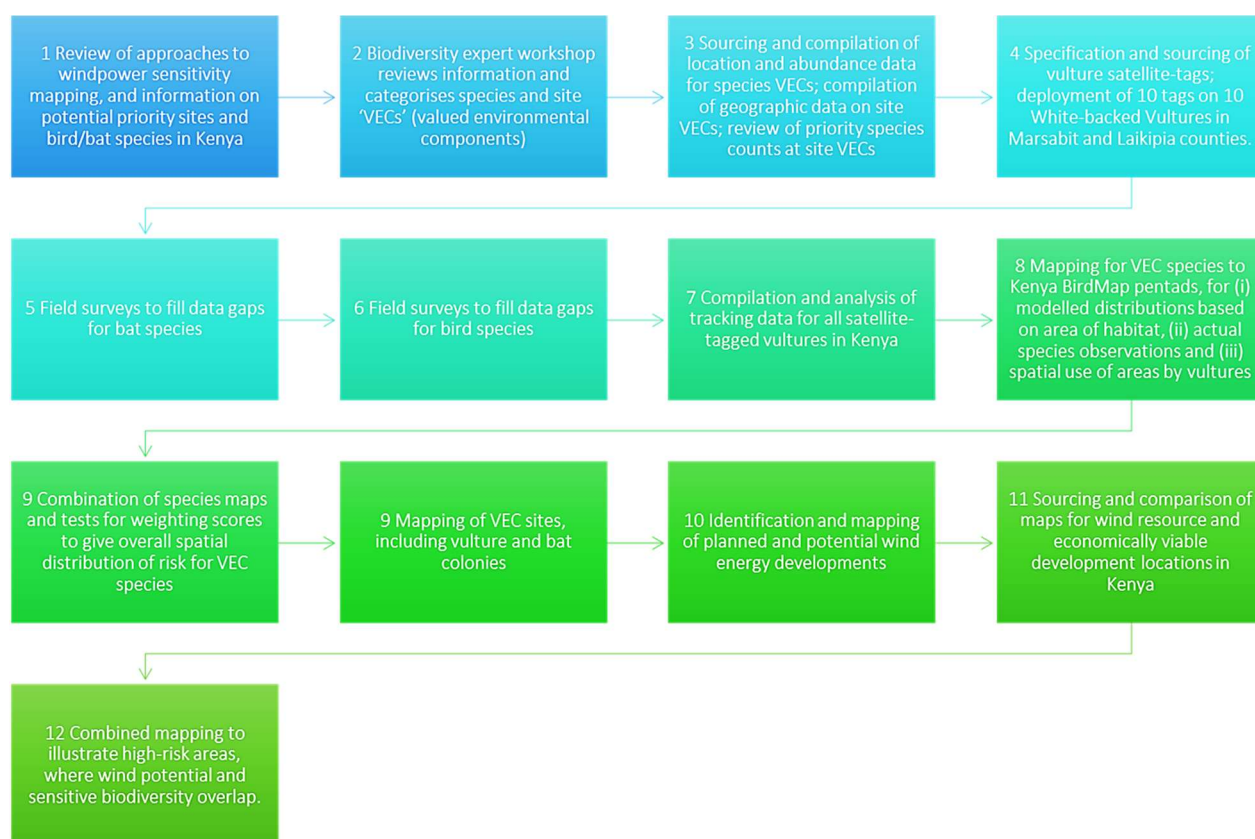 1 Review of approaches to
windpower sensitivity
mapping, and information on
potential priority sites and
bird/bat species in Kenya
2 Biodiversity expert workshop
reviews information and
categorises species and site
'VECs' (valued environmental
components)
3 Sourcing and compilation of
location and abundance data
for species VECs; compilation
of geographic data on site
VECs; review of priority species
counts at site VECs
4 Specification and sourcing of
vulture satellite-tags;
deployment of 10 tags on 10
White-backed Vultures in
Marsabit and Laikipia counties.
5 Field surveys to fill data gaps
for bat species
6 Field surveys to fill data gaps
for bird species
7 Compilation and analysis of
tracking data for all satellite-
tagged vultures in Kenya
8 Mapping for VEC species to
Kenya BirdMap pentads, for (i)
modelled distributions based
on area of habitat, (ii) actual
species observations and (iii)
spatial use of areas by vultures
9 Combination of species maps
and tests for weighting scores
to give overall spatial
distribution of risk for VEC
species
9 Mapping of VEC sites,
including vulture and bat
colonies
10 Identification and mapping
of planned and potential wind
energy developments
11 Sourcing and comparison of
maps for wind resource and
economically viable
development locations in
Kenya
12 Combined mapping to
illustrate high-risk areas,
where wind potential and
sensitive biodiversity overlap.